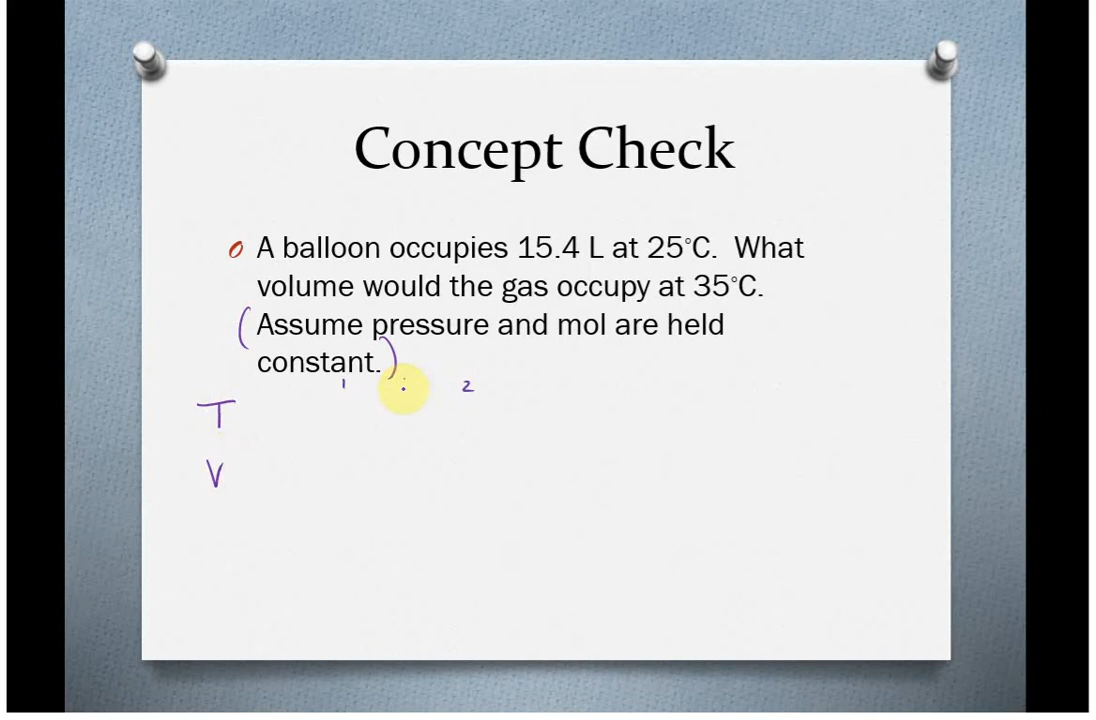 Concept Check
A balloon occupies 15.4 L at 25°C. What
volume would the gas occupy at 35°C.
(Assume pressure and mol are held
constant.)
1 2
T
V